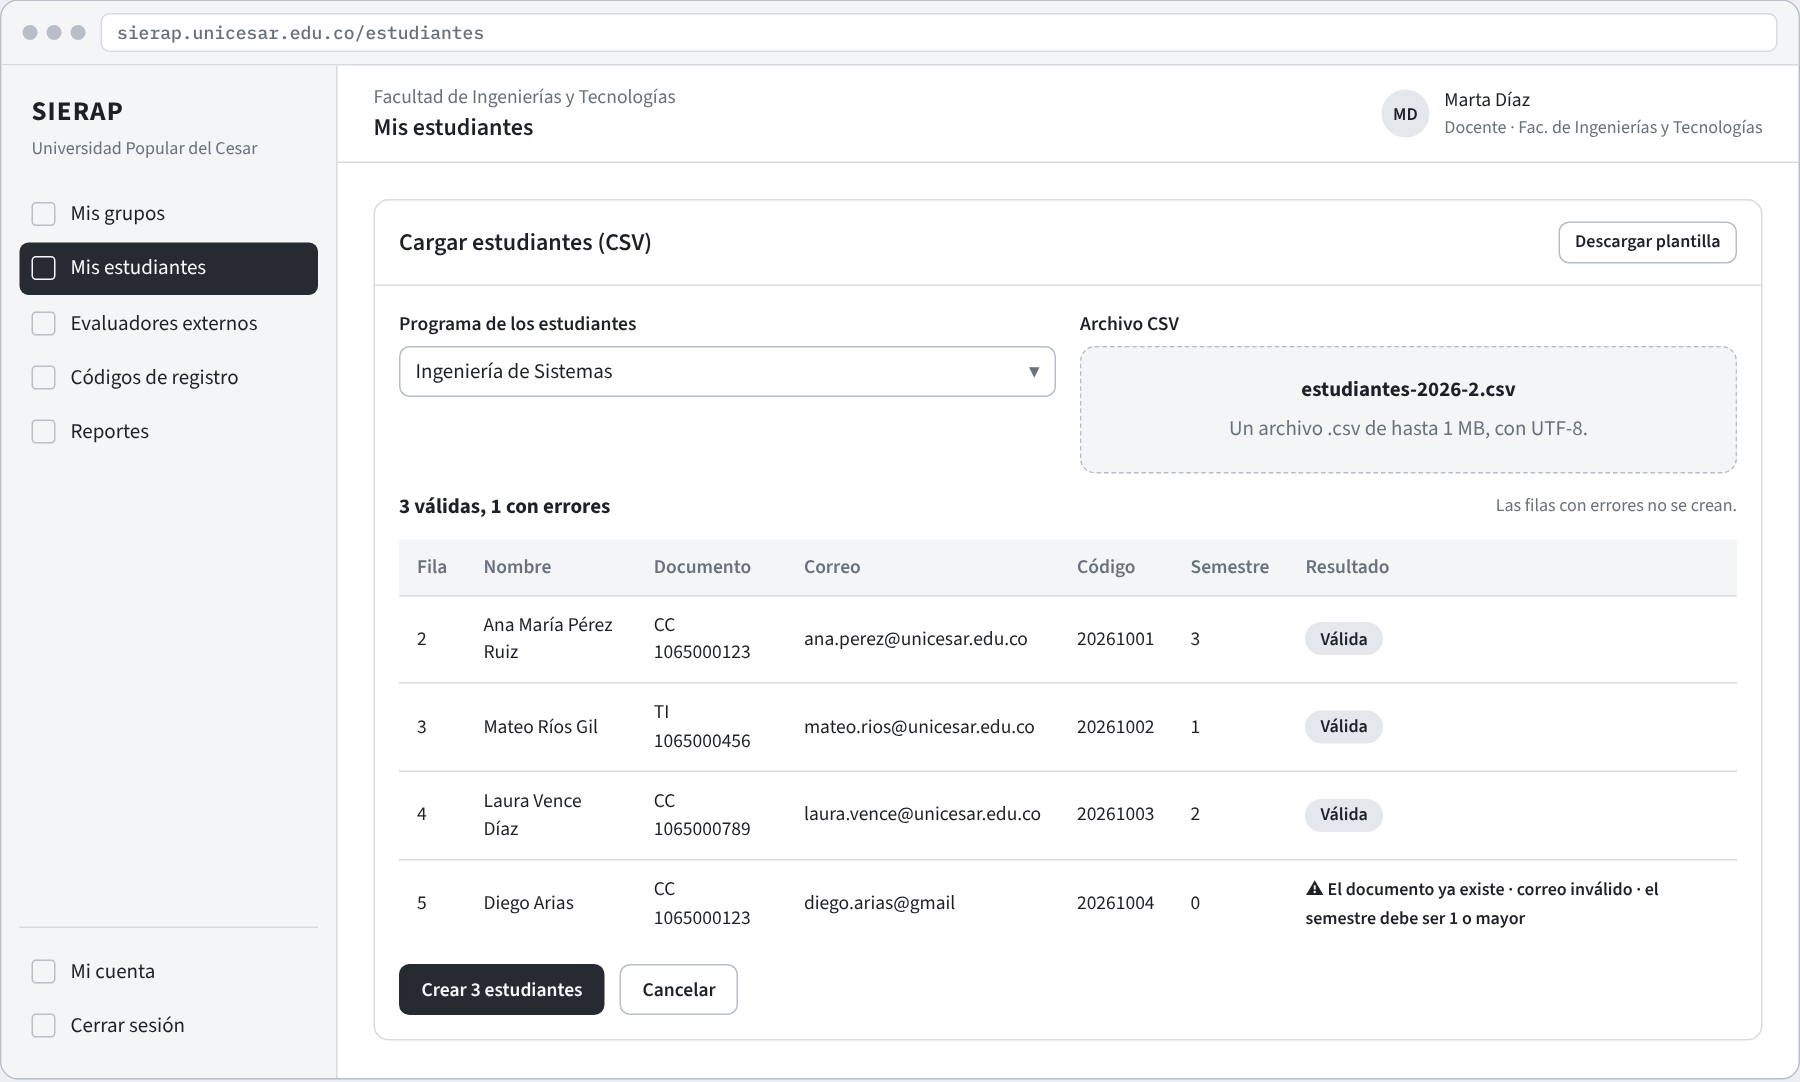 sierap.unicesar.edu.co/estudiantes
SIERAP
Universidad Popular del Cesar
Mis grupos
Mis estudiantes
Evaluadores externos
Códigos de registro
Reportes
Mi cuenta
Cerrar sesión
Facultad de Ingenierías y Tecnologías
Mis estudiantes
MD
Marta Díaz
Docente · Fac. de Ingenierías y Tecnologías
Cargar estudiantes (CSV)
Descargar plantilla
Programa de los estudiantes
Ingeniería de Sistemas
Archivo CSV
estudiantes-2026-2.csv
Un archivo .csv de hasta 1 MB, con UTF-8.
3 válidas, 1 con errores
Las filas con errores no se crean.
Fila Nombre Documento Correo Código Semestre Resultado
2 Ana María Pérez Ruiz CC 1065000123 ana.perez@unicesar.edu.co 20261001 3 Válida
3 Mateo Ríos Gil TI 1065000456 mateo.rios@unicesar.edu.co 20261002 1 Válida
4 Laura Vence Díaz CC 1065000789 laura.vence@unicesar.edu.co 20261003 2 Válida
5 Diego Arias CC 1065000123 diego.arias@gmail 20261004 0 ⚠ El documento ya existe · correo inválido · el semestre debe ser 1 o mayor
Crear 3 estudiantes
Cancelar